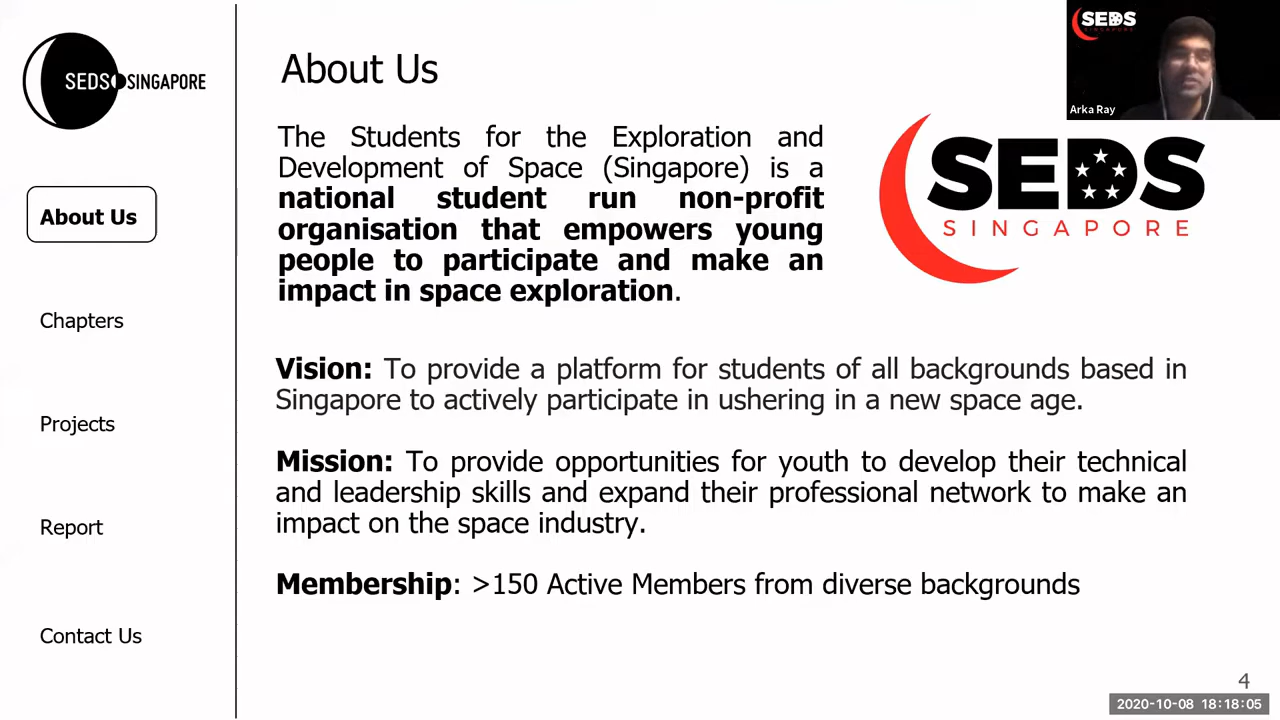 SEDS SINGAPORE
About Us
Chapters
Projects
Report
Contact Us
About Us
The Students for the Exploration and
Development of Space (Singapore) is a
national student run non-profit
organisation that empowers young
people to participate and make an
impact in space exploration.
SEDS
SINGAPORE
Vision: To provide a platform for students of all backgrounds based in
Singapore to actively participate in ushering in a new space age.
Mission: To provide opportunities for youth to develop their technical
and leadership skills and expand their professional network to make an
impact on the space industry.
Membership: >150 Active Members from diverse backgrounds
SEDS
SINGAPORE
Arka Ray
4
2020-10-08 18:18:05